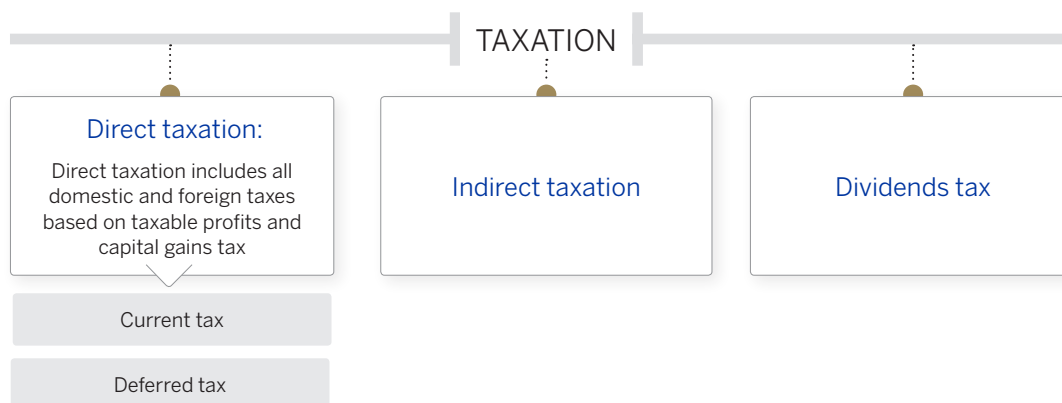 TAXATION
Direct taxation:
Direct taxation includes all
domestic and foreign taxes
based on taxable profits and
capital gains tax
Current tax
Deferred tax
Indirect taxation
Dividends tax